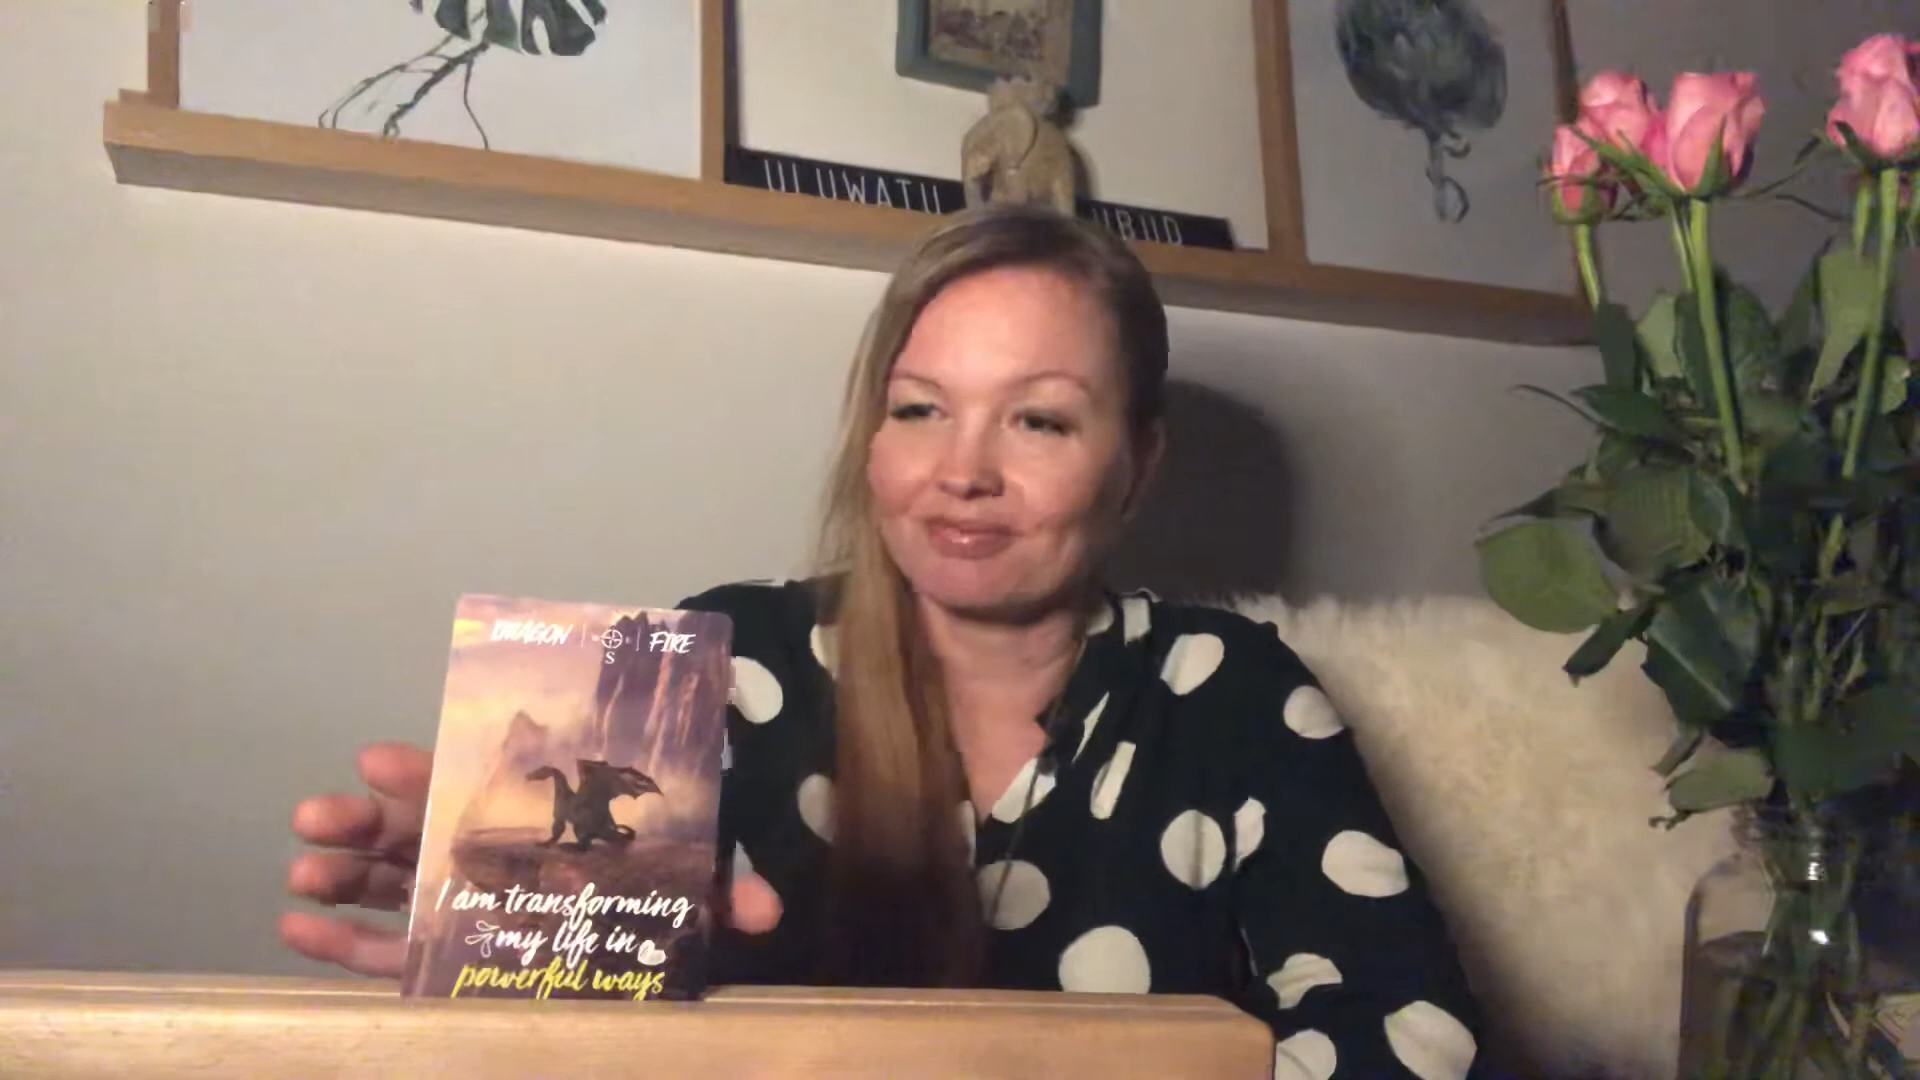 ULUWATU
UBUD
DRAGON
S
FIRE
I am transforming
my life in
powerful ways